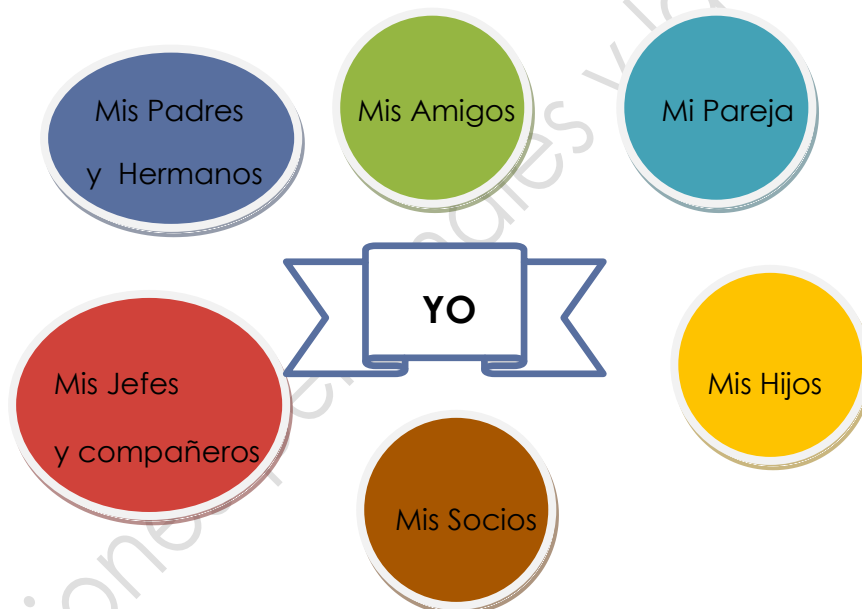 Mis Padres
y Hermanos
Mis Amigos
Mi Pareja
YO
Mis Jefes
y compañeros
Mis Hijos
Mis Socios